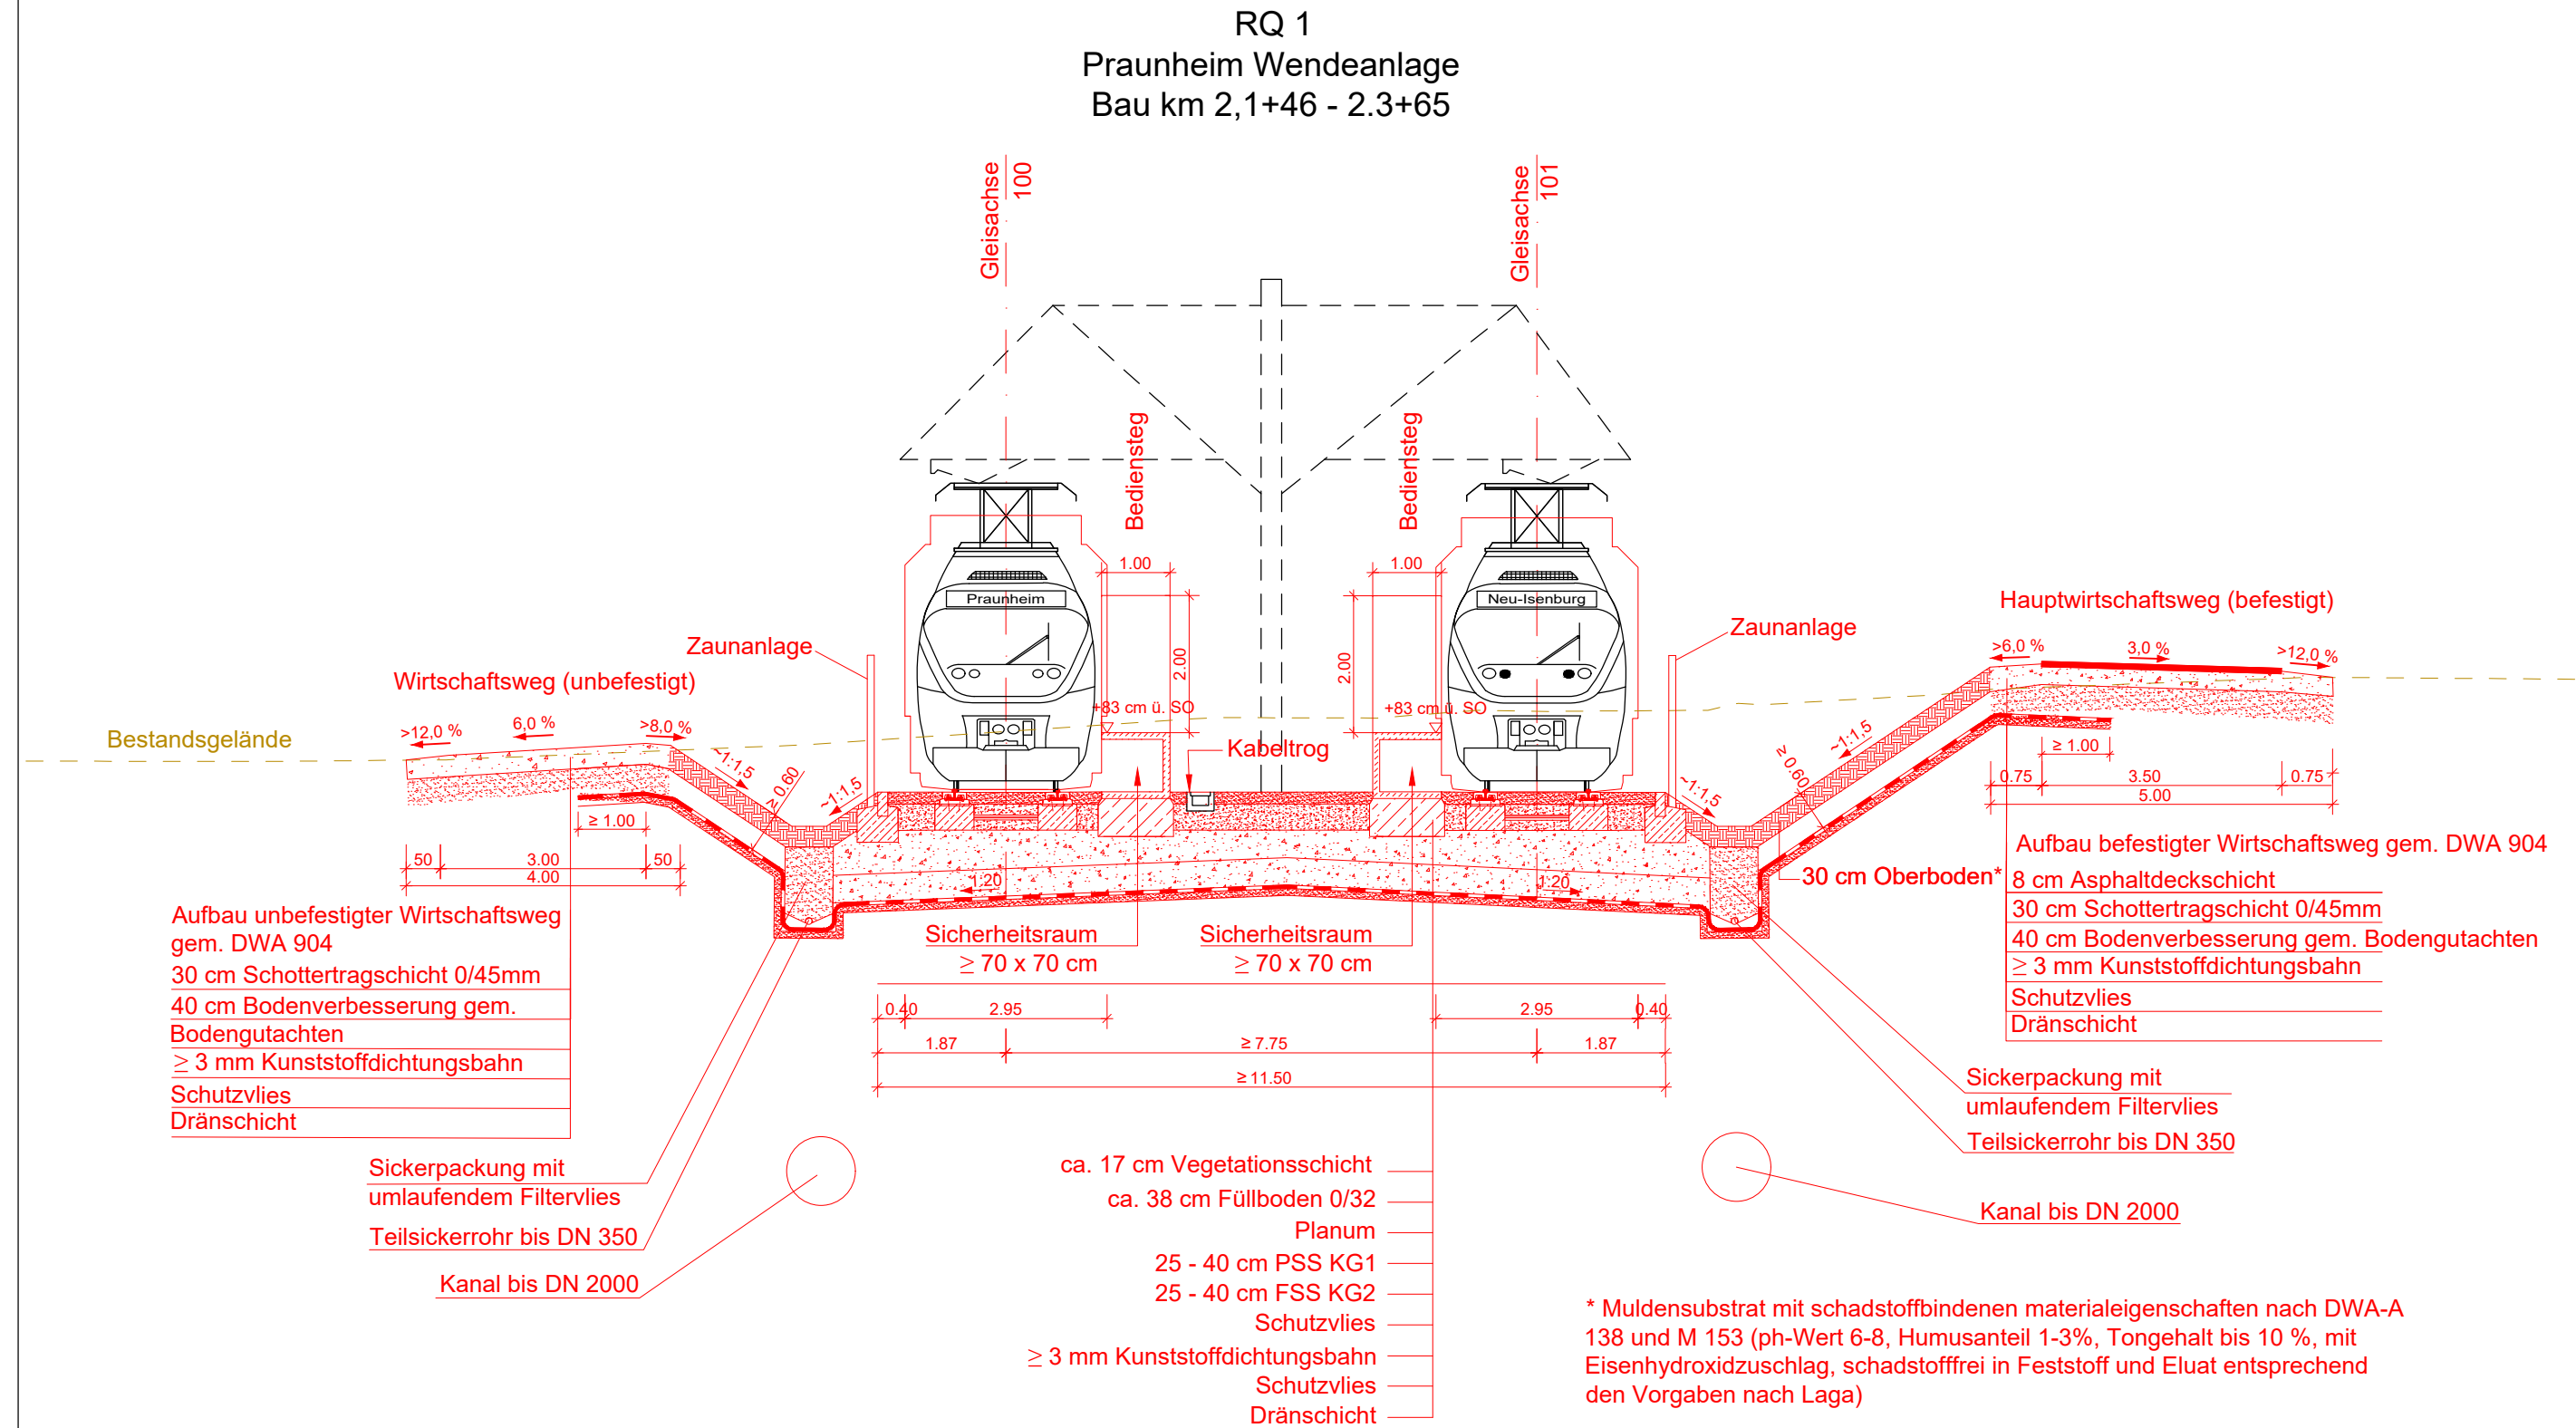 RQ 1
Praunheim Wendeanlage
Bau km 2,1+46 - 2.3+65
Gleisachse
100
Gleisachse
101
Bediensteg
Bediensteg
1.00
1.00
2.00
2.00
Praunheim
Neu-Isenburg
+83 cm ü. SO
+83 cm ü. SO
Kabeltrog
Zaunanlage
Zaunanlage
Wirtschaftsweg (unbefestigt)
Hauptwirtschaftsweg (befestigt)
Bestandsgelände
>12,0 %
6,0 %
>8,0 %
~1:1,5
≥ 0.60
~1:1,5
>6,0 %
3,0 %
>12,0 %
~1:1,5
≥ 0.60
~1:1,5
≥ 1.00
50
3.00
50
4.00
≥ 1.00
0.75
3.50
0.75
5.00
1:20
1:20
30 cm Oberboden*
Aufbau unbefestigter Wirtschaftsweg
gem. DWA 904
30 cm Schottertragschicht 0/45mm
40 cm Bodenverbesserung gem.
Bodengutachten
≥ 3 mm Kunststoffdichtungsbahn
Schutzvlies
Dränschicht
Aufbau befestigter Wirtschaftsweg gem. DWA 904
8 cm Asphaltdeckschicht
30 cm Schottertragschicht 0/45mm
40 cm Bodenverbesserung gem. Bodengutachten
≥ 3 mm Kunststoffdichtungsbahn
Schutzvlies
Dränschicht
Sicherheitsraum
≥ 70 x 70 cm
Sicherheitsraum
≥ 70 x 70 cm
0.40
2.95
2.95
0.40
1.87
≥ 7.75
1.87
≥ 11.50
Sickerpackung mit
umlaufendem Filtervlies
Teilsickerrohr bis DN 350
Kanal bis DN 2000
Sickerpackung mit
umlaufendem Filtervlies
Teilsickerrohr bis DN 350
Kanal bis DN 2000
ca. 17 cm Vegetationsschicht
ca. 38 cm Füllboden 0/32
Planum
25 - 40 cm PSS KG1
25 - 40 cm FSS KG2
Schutzvlies
≥ 3 mm Kunststoffdichtungsbahn
Schutzvlies
Dränschicht
* Muldensubstrat mit schadstoffbindenen materialeigenschaften nach DWA-A
138 und M 153 (ph-Wert 6-8, Humusanteil 1-3%, Tongehalt bis 10 %, mit
Eisenhydroxidzuschlag, schadstofffrei in Feststoff und Eluat entsprechend
den Vorgaben nach Laga)